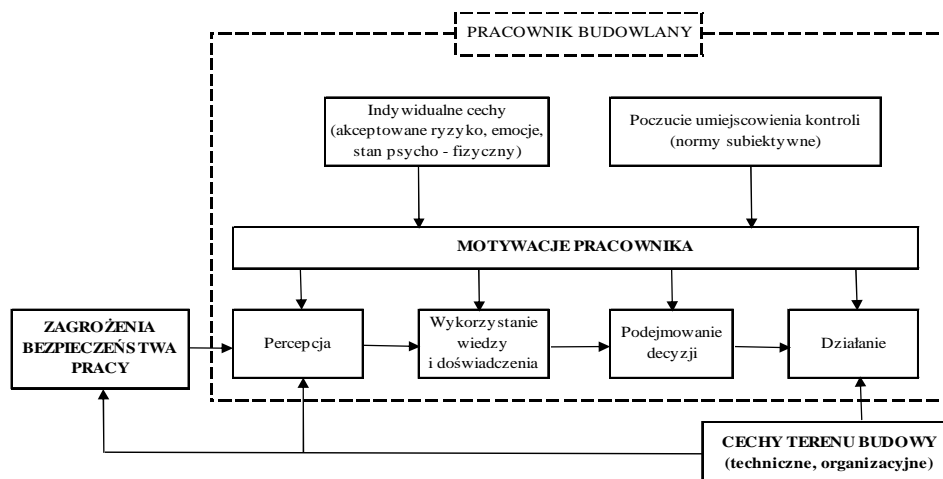 PRACOWNIK BUDOWLANY
Indywidualne cechy
(akceptowane ryzyko, emocje,
stan psycho - fizyczny)
Poczucie umiejscowienia kontroli
(normy subiektywne)
MOTYWACJE PRACOWNIKA
ZAGROŻENIA
BEZPIECZEŃSTWA
PRACY
Percepcja
Wykorzystanie
wiedzy
i doświadczenia
Podejmowanie
decyzji
Działanie
CECHY TERENU BUDOWY
(techniczne, organizacyjne)